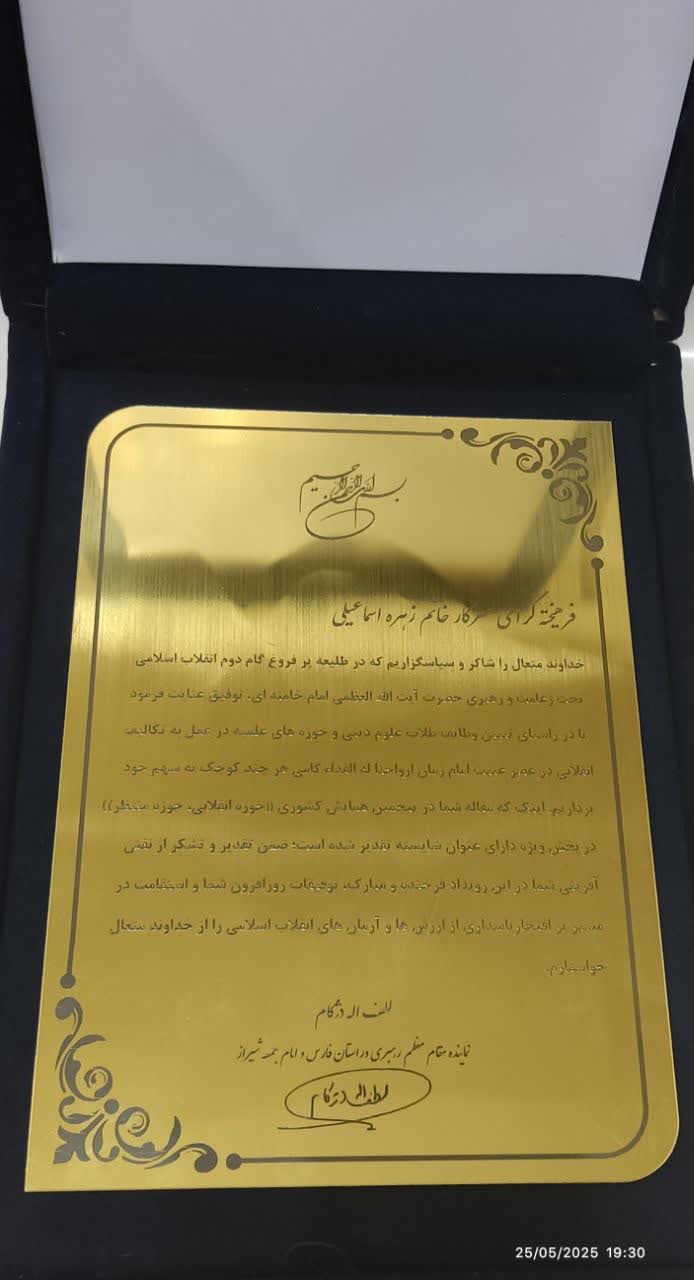 بسم الله الرحمن الرحیم
فرهیخته گرامی سرکار خانم زهره اسماعیلی
خداوند متعال را شاکر و سپاسگزاریم که در طلیعه پر فروغ گام دوم انقلاب اسلامی
تحت زعامت و رهبری حضرت آیت الله العظمی امام خامنه ای، توفیق عنایت فرمود
تا در راستای تبیین وظایف طلاب علوم دینی و حوزه های علمیه در عمل به تکالیف
انقلابی در عصر غیبت امام زمان ارواحنا له الفداء گامی هر چند کوچک به سهم خود
برداریم. اینک که مقاله شما در پنجمین همایش کشوری ((حوزه انقلابی، حوزه منتظر))
در بخش ویژه دارای عنوان شایسته تقدیر شده است؛ ضمن تقدیر و تشکر از نقش
آفرینی شما در این رویداد فرخنده و مبارک، توفیقات روزافزون شما و استقامت در
مسیر پر افتخار پاسداری از ارزش ها و آرمان های انقلاب اسلامی را از خداوند متعال
خواستارم.
لطف اله دژکام
نماینده مقام معظم رهبری در استان فارس و امام جمعه شیراز
لطف اله دژکام
25/05/2025 19:30